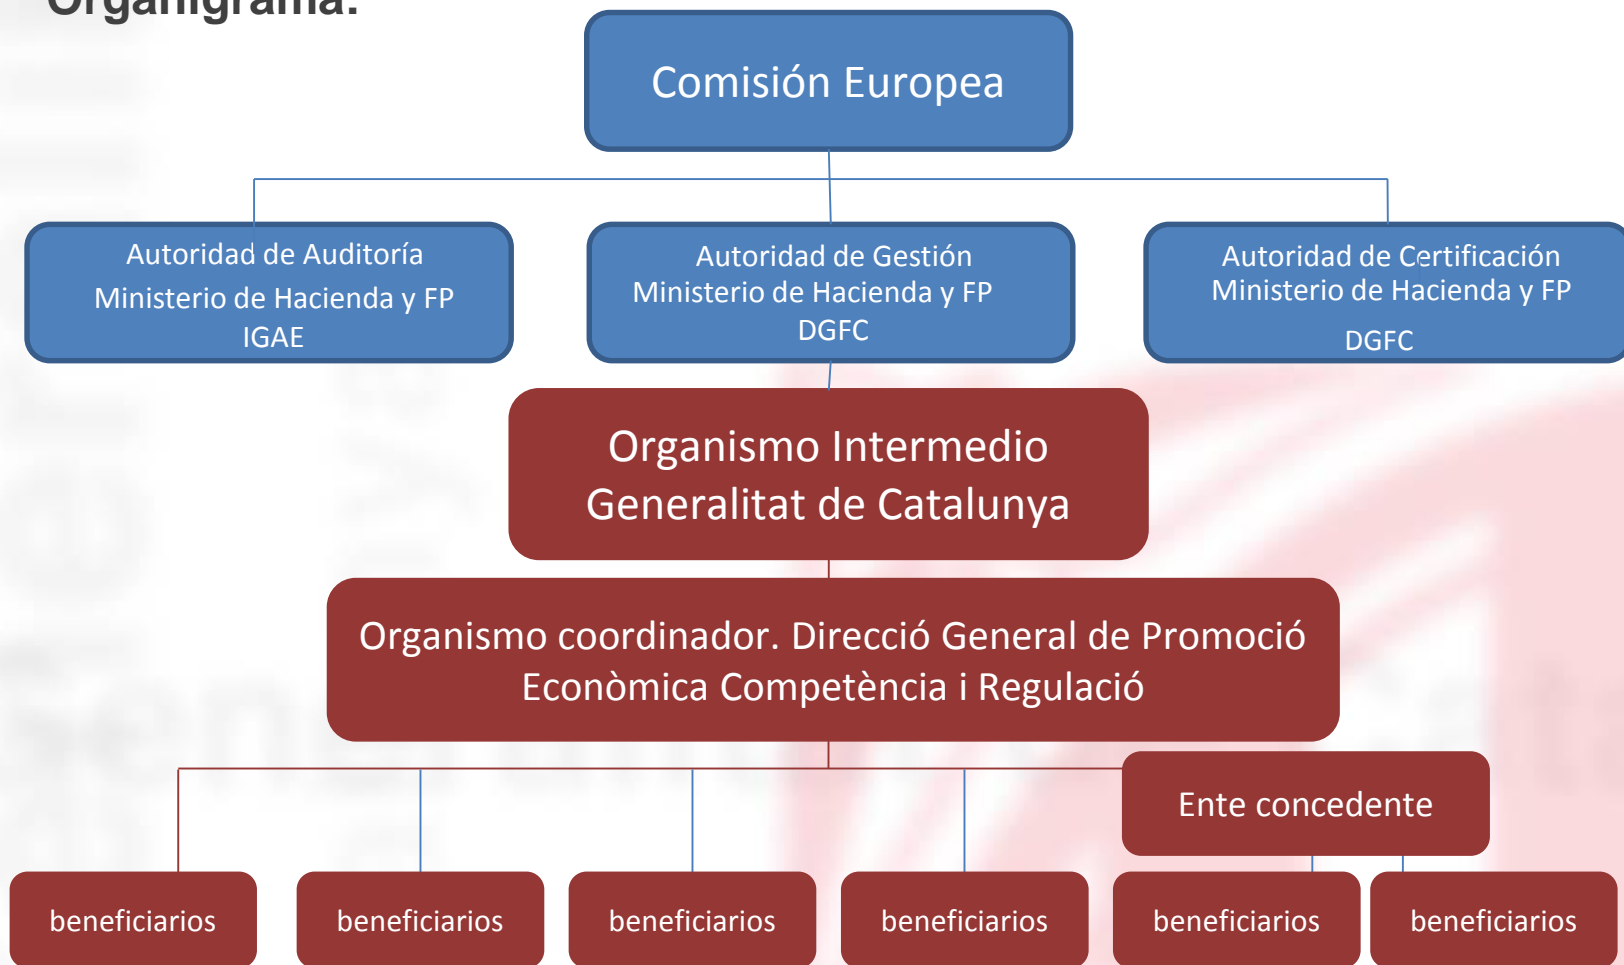 Organigrama.
Comisión Europea
Autoridad de Auditoría
Ministerio de Hacienda y FP
IGAE
Autoridad de Gestión
Ministerio de Hacienda y FP
DGFC
Autoridad de Certificación
Ministerio de Hacienda y FP
DGFC
Organismo Intermedio
Generalitat de Catalunya
Organismo coordinador. Direcció General de Promoció
Econòmica Competència i Regulació
Ente concedente
beneficiarios
beneficiarios
beneficiarios
beneficiarios
beneficiarios
beneficiarios